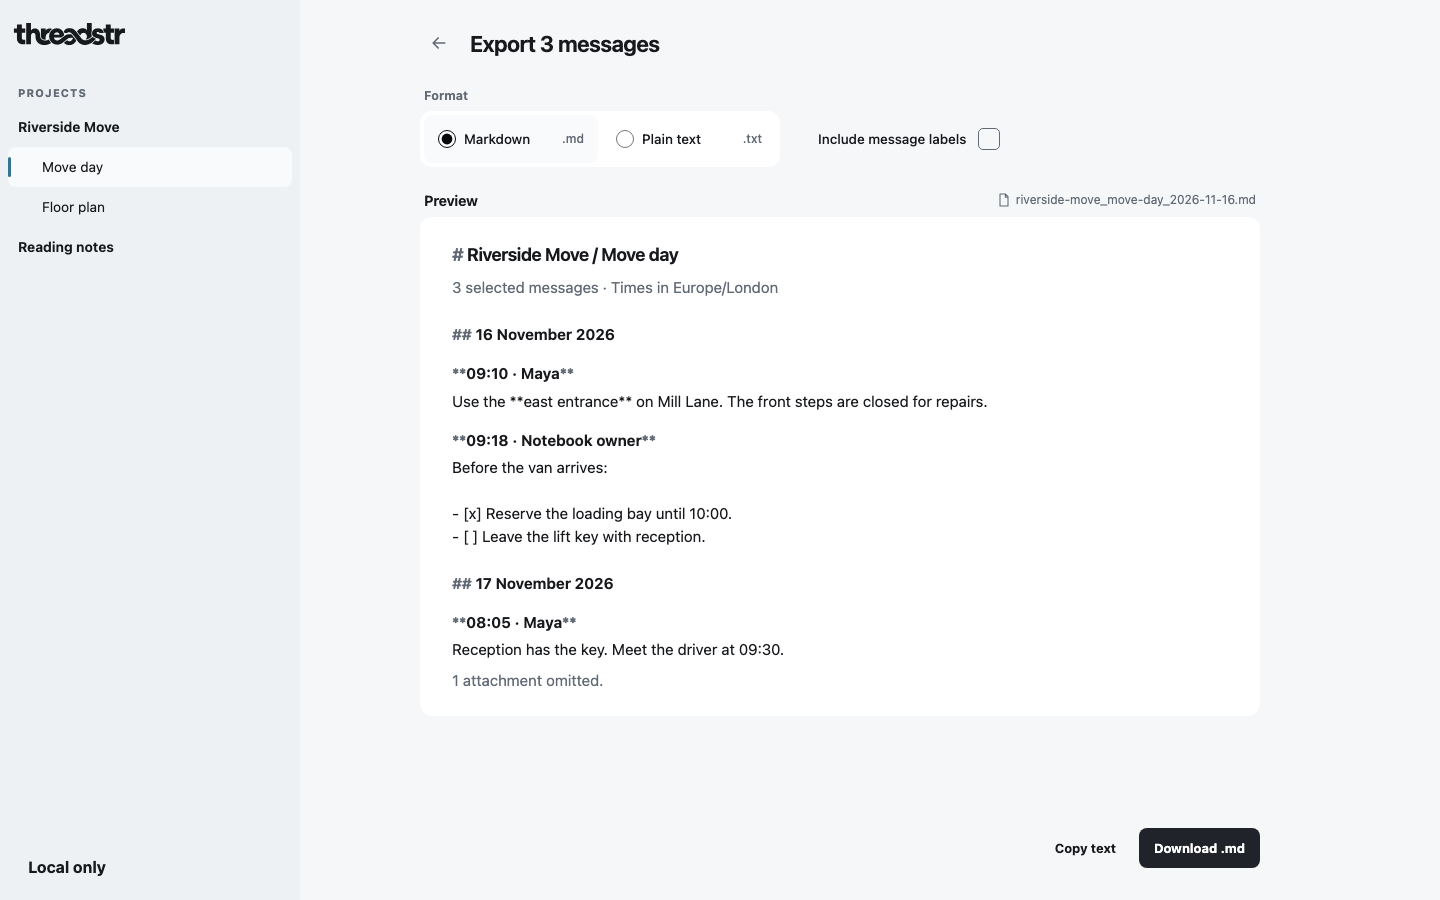 threadstr
PROJECTS
Riverside Move
Move day
Floor plan
Reading notes
Local only
Export 3 messages
Format
Markdown .md
Plain text .txt
Include message labels
Preview
riverside-move_move-day_2026-11-16.md
# Riverside Move / Move day
3 selected messages · Times in Europe/London
## 16 November 2026
**09:10 · Maya**
Use the **east entrance** on Mill Lane. The front steps are closed for repairs.
**09:18 · Notebook owner**
Before the van arrives:
- [x] Reserve the loading bay until 10:00.
- [ ] Leave the lift key with reception.
## 17 November 2026
**08:05 · Maya**
Reception has the key. Meet the driver at 09:30.
1 attachment omitted.
Copy text
Download .md